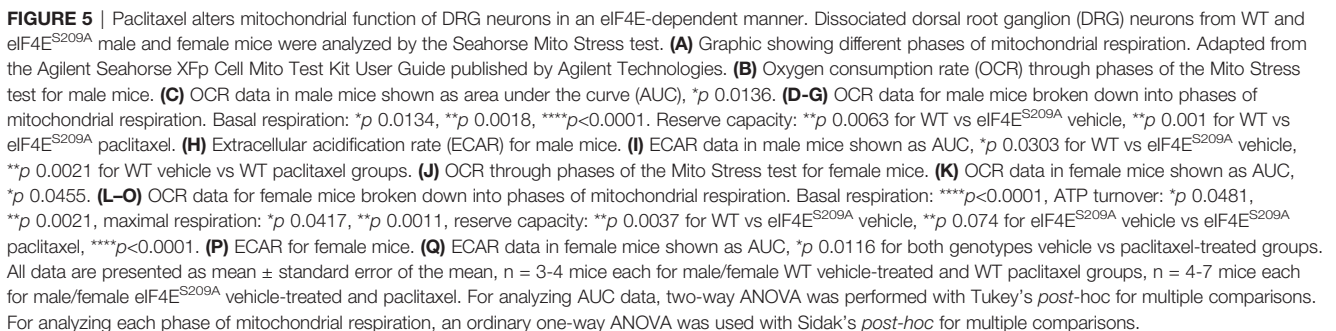 FIGURE 5 | Paclitaxel alters mitochondrial function of DRG neurons in an eIF4E-dependent manner. Dissociated dorsal root ganglion (DRG) neurons from WT and
eIF4E^S209A male and female mice were analyzed by the Seahorse Mito Stress test. (A) Graphic showing different phases of mitochondrial respiration. Adapted from
the Agilent Seahorse XFp Cell Mito Test Kit User Guide published by Agilent Technologies. (B) Oxygen consumption rate (OCR) through phases of the Mito Stress
test for male mice. (C) OCR data in male mice shown as area under the curve (AUC), *p 0.0136. (D-G) OCR data for male mice broken down into phases of
mitochondrial respiration. Basal respiration: *p 0.0134, **p 0.0018, ****p<0.0001. Reserve capacity: **p 0.0063 for WT vs eIF4E^S209A vehicle, **p 0.001 for WT vs
eIF4E^S209A paclitaxel. (H) Extracellular acidification rate (ECAR) for male mice. (I) ECAR data in male mice shown as AUC, *p 0.0303 for WT vs eIF4E^S209A vehicle,
**p 0.0021 for WT vehicle vs WT paclitaxel groups. (J) OCR through phases of the Mito Stress test for female mice. (K) OCR data in female mice shown as AUC,
*p 0.0455. (L–O) OCR data for female mice broken down into phases of mitochondrial respiration. Basal respiration: ****p<0.0001, ATP turnover: *p 0.0481,
**p 0.0021, maximal respiration: *p 0.0417, **p 0.0011, reserve capacity: **p 0.0037 for WT vs eIF4E^S209A vehicle, **p 0.074 for eIF4E^S209A vehicle vs eIF4E^S209A
paclitaxel, ****p<0.0001. (P) ECAR for female mice. (Q) ECAR data in female mice shown as AUC, *p 0.0116 for both genotypes vehicle vs paclitaxel-treated groups.
All data are presented as mean ± standard error of the mean, n = 3-4 mice each for male/female WT vehicle-treated and WT paclitaxel groups, n = 4-7 mice each
for male/female eIF4E^S209A vehicle-treated and paclitaxel. For analyzing AUC data, two-way ANOVA was performed with Tukey's post-hoc for multiple comparisons.
For analyzing each phase of mitochondrial respiration, an ordinary one-way ANOVA was used with Sidak's post-hoc for multiple comparisons.